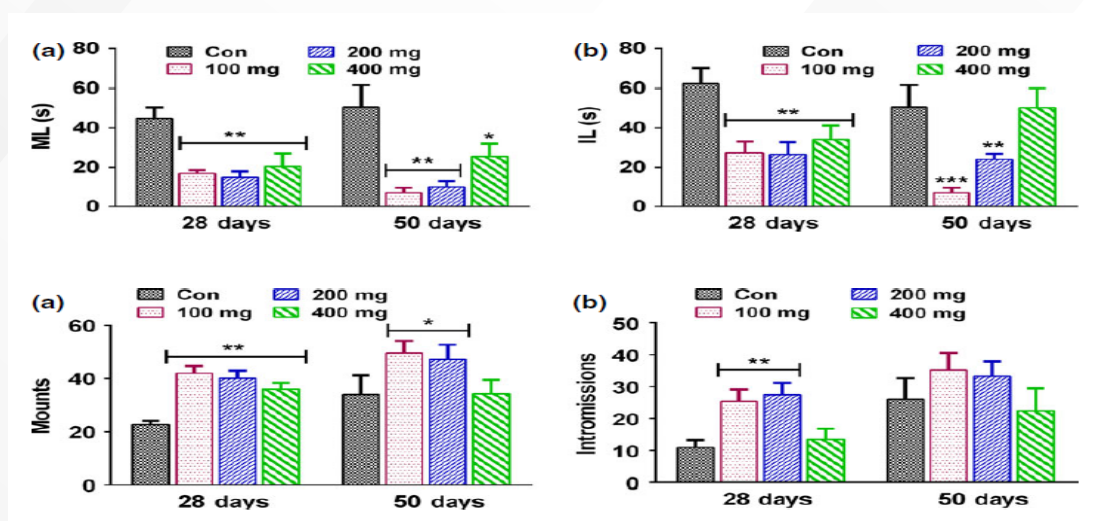 (a)
80
60
40
20
0
ML (s)
Con
200 mg
100 mg
400 mg
**
**
*
28 days
50 days
(b)
80
60
40
20
0
IL (s)
Con
200 mg
100 mg
400 mg
**
***
**
28 days
50 days
(a)
60
40
20
0
Mounts
Con
200 mg
100 mg
400 mg
**
*
28 days
50 days
(b)
50
40
30
20
10
0
Intromissions
Con
200 mg
100 mg
400 mg
**
28 days
50 days